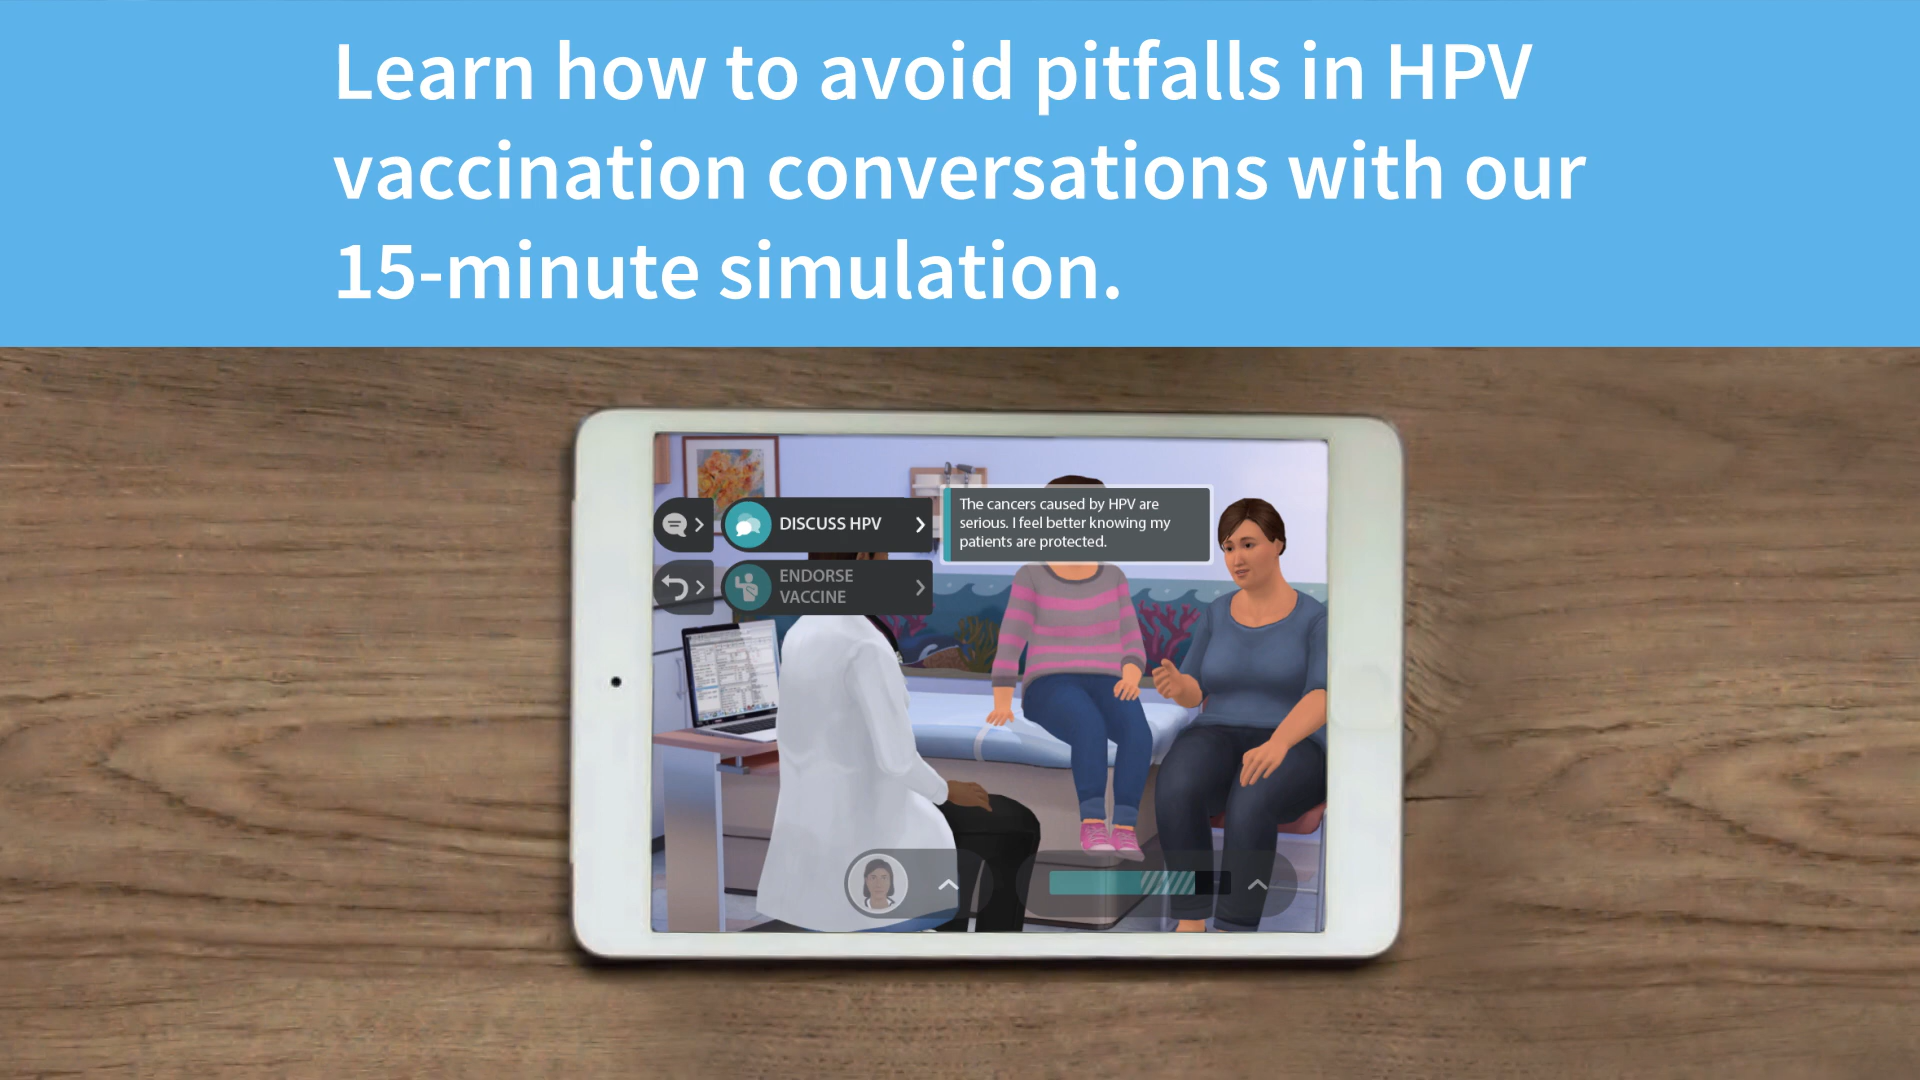 Learn how to avoid pitfalls in HPV
vaccination conversations with our
15-minute simulation.
DISCUSS HPV
The cancers caused by HPV are
serious. I feel better knowing my
patients are protected.
ENDORSE
VACCINE